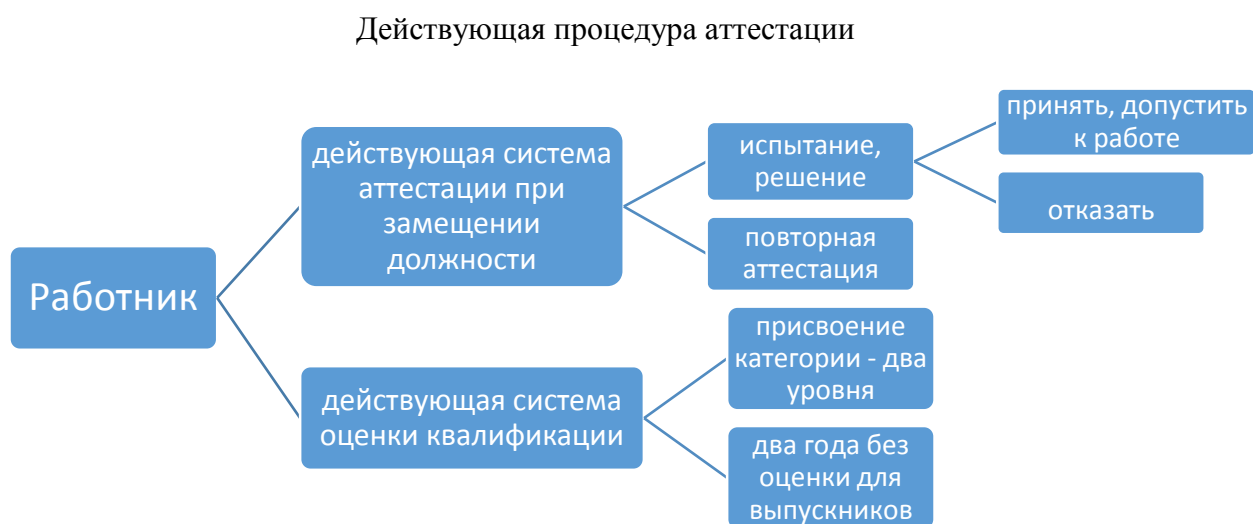 Действующая процедура аттестации
Работник
действующая система
аттестации при
замещении
должности
испытание,
решение
принять, допустить
к работе
отказать
повторная
аттестация
действующая система
оценки квалификации
присвоение
категории - два
уровня
два года без
оценки для
выпускников